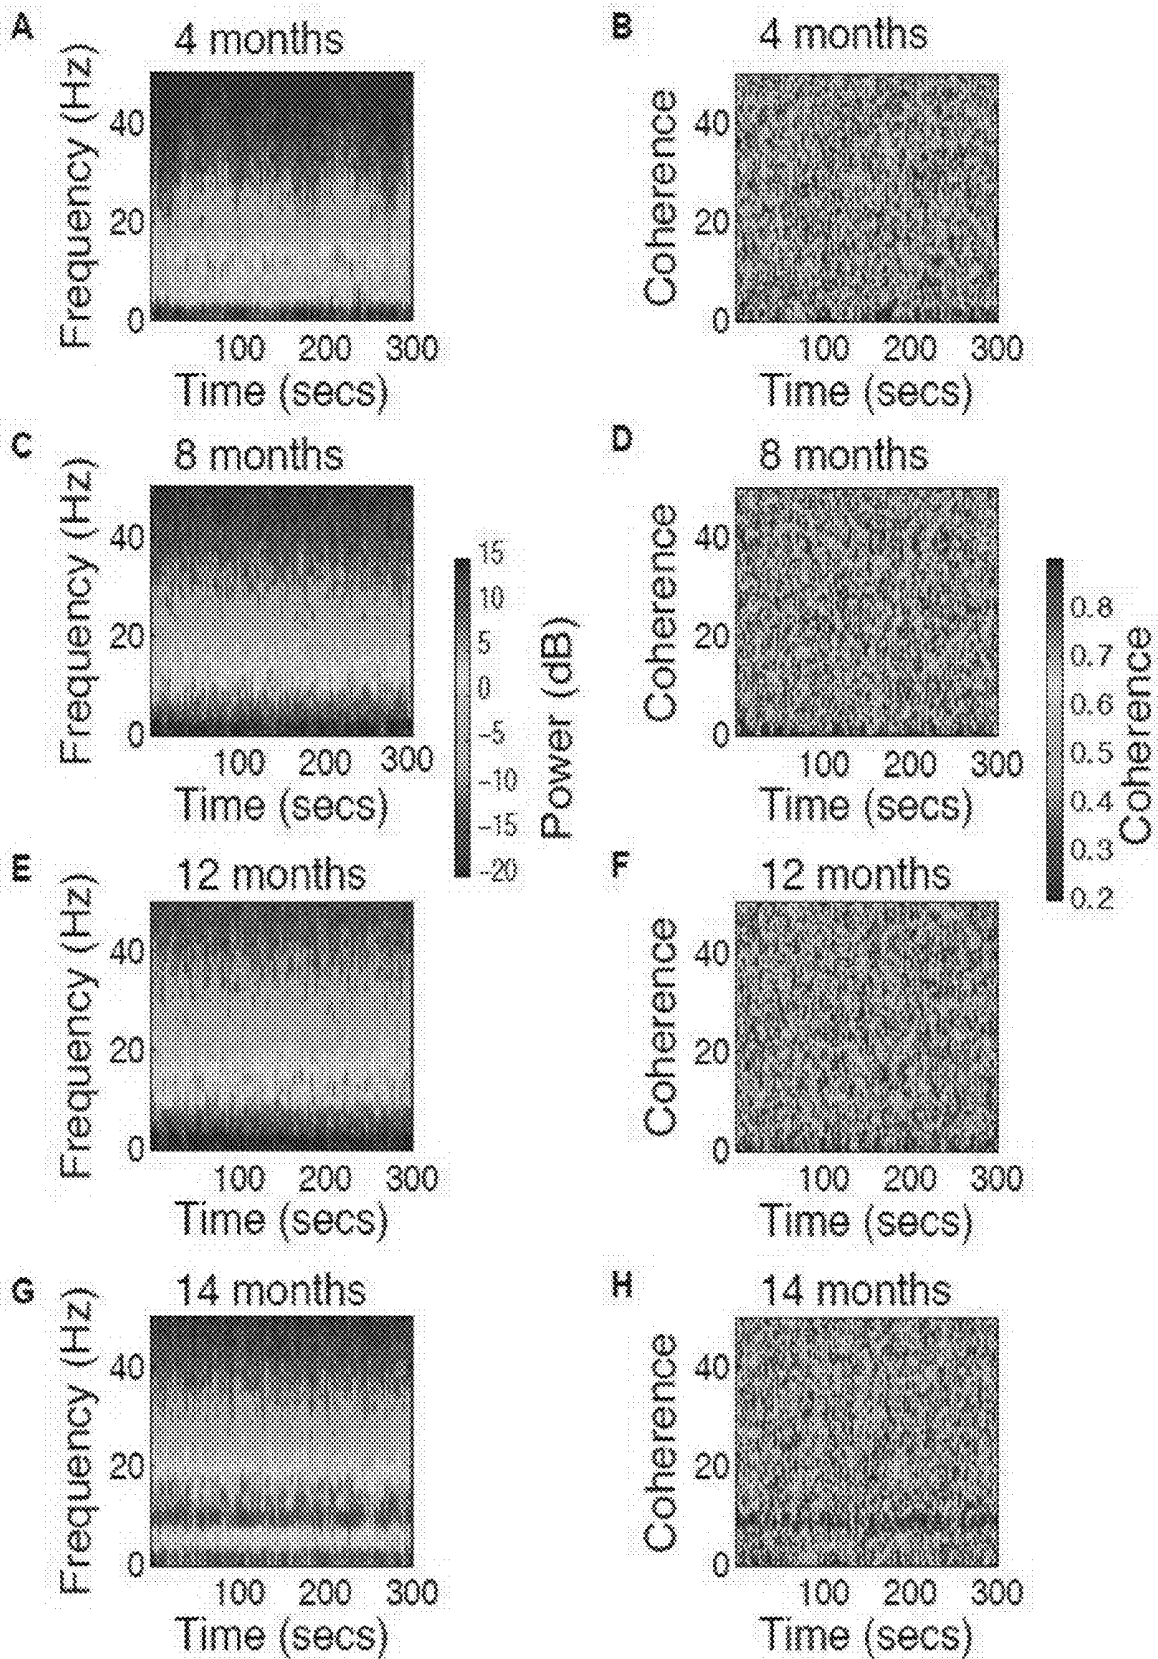 A
4 months
Frequency (Hz)
40
20
0
100 200 300
Time (secs)
B
4 months
Coherence
40
20
0
100 200 300
Time (secs)
C
8 months
Frequency (Hz)
40
20
0
100 200 300
Time (secs)
15
10
5
0
-5
-10
-15
-20
Power (dB)
D
8 months
Coherence
40
20
0
100 200 300
Time (secs)
0.8
0.7
0.6
0.5
0.4
0.3
0.2
Coherence
E
12 months
Frequency (Hz)
40
20
0
100 200 300
Time (secs)
F
12 months
Coherence
40
20
0
100 200 300
Time (secs)
G
14 months
Frequency (Hz)
40
20
0
100 200 300
Time (secs)
H
14 months
Coherence
40
20
0
100 200 300
Time (secs)